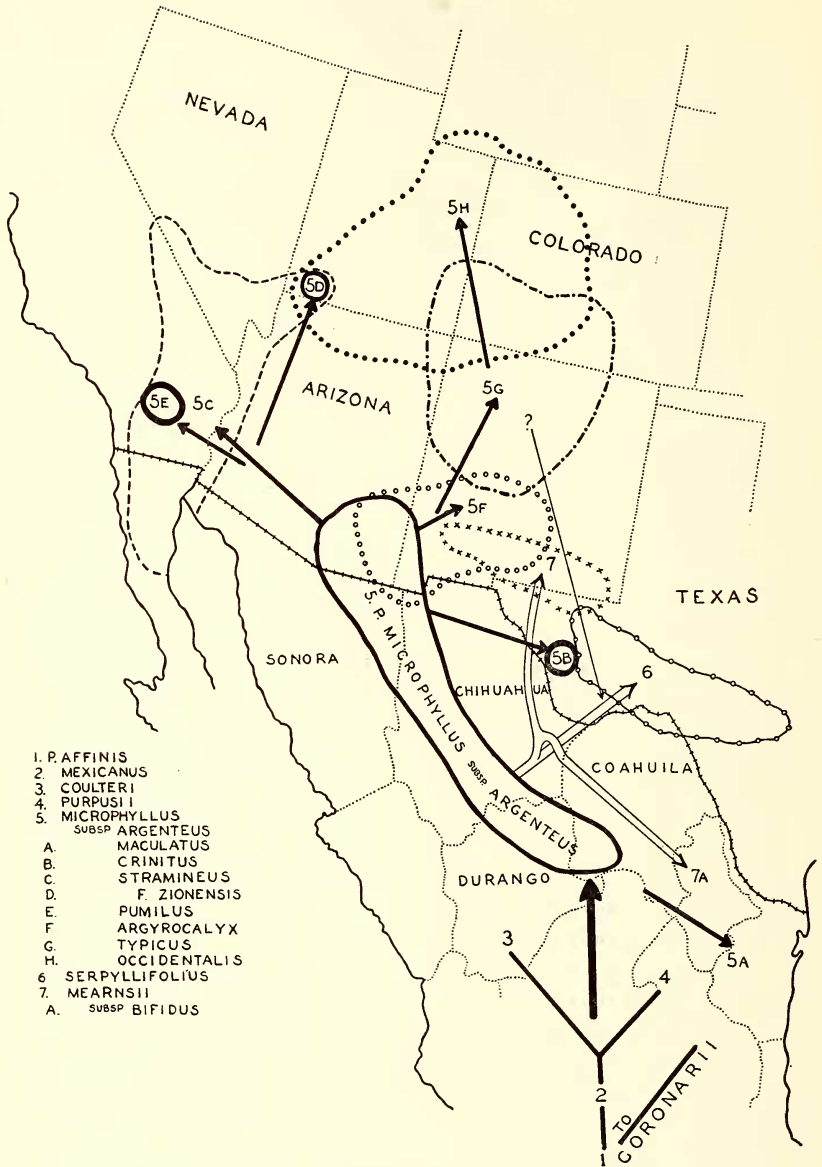 NEVADA
5H
COLORADO
5D
ARIZONA
5E
5C
5G
?
5F
7
TEXAS
5. P. MICROPHYLLUS SUBSP ARGENTEUS
SONORA
CHIHUAHUA
5B
6
COAHUILA
DURANGO
7A
5A
3
4
2
1
TO CORONARII
1. P. AFFINIS
2 MEXICANUS
3 COULTERI
4 PURPUSII
5. MICROPHYLLUS
SUBSP ARGENTEUS
A. MACULATUS
B. CRINITUS
C. STRAMINEUS
D. F. ZIONENSIS
E. PUMILUS
F ARGYROCALYX
G. TYPICUS
H. OCCIDENTALIS
6 SERPYLLIFOLIUS
7. MEARNSII
A. SUBSP BIFIDUS